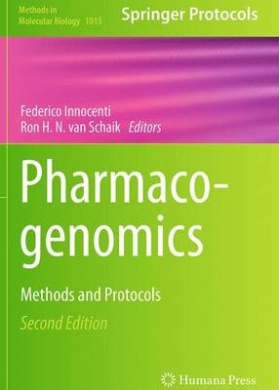 Methods in
Molecular Biology 1015
Springer Protocols
Federico Innocenti
Ron H. N. van Schaik Editors
Pharmaco-
genomics
Methods and Protocols
Second Edition
Humana Press